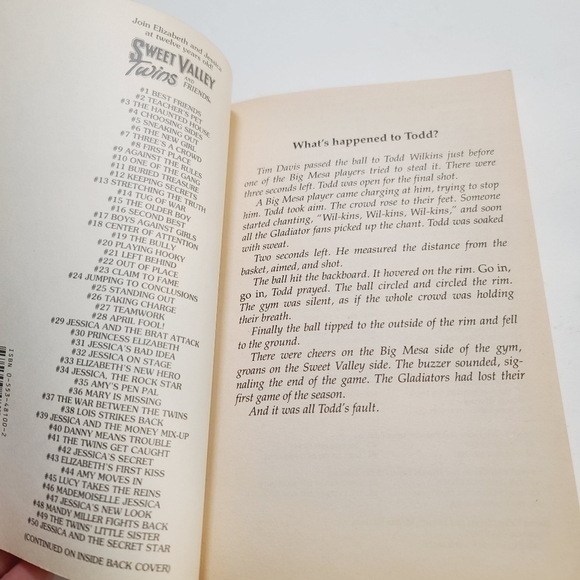 Join Elizabeth and Jessica
at twelve years old!
SWEET VALLEY
Twins
AND
FRIENDS
#1 BEST FRIENDS
#2 TEACHER'S PET
#3 THE HAUNTED HOUSE
#4 CHOOSING SIDES
#5 SNEAKING OUT
#6 THE NEW GIRL
#7 THREE'S A CROWD
#8 FIRST PLACE
#9 AGAINST THE RULES
#10 ONE OF THE GANG
#11 BURIED TREASURE
#12 KEEPING SECRETS
#13 STRETCHING THE TRUTH
#14 TUG OF WAR
#15 THE OLDER BOY
#16 SECOND BEST
#17 BOYS AGAINST GIRLS
#18 CENTER OF ATTENTION
#19 THE BULLY
#20 PLAYING HOOKY
#21 LEFT BEHIND
#22 OUT OF PLACE
#23 CLAIM TO FAME
#24 JUMPING TO CONCLUSIONS
#25 STANDING OUT
#26 TAKING CHARGE
#27 TEAMWORK
#28 APRIL FOOL!
#29 JESSICA AND THE BRAT ATTACK
#30 PRINCESS ELIZABETH
#31 JESSICA'S BAD IDEA
#32 JESSICA ON STAGE
#33 ELIZABETH'S NEW HERO
#34 JESSICA, THE ROCK STAR
#35 AMY'S PEN PAL
#36 MARY IS MISSING
#37 THE WAR BETWEEN THE TWINS
#38 LOIS STRIKES BACK
#39 JESSICA AND THE MONEY MIX-UP
#40 DANNY MEANS TROUBLE
#41 THE TWINS GET CAUGHT
#42 JESSICA'S SECRET
#43 ELIZABETH'S FIRST KISS
#44 AMY MOVES IN
#45 LUCY TAKES THE REINS
#46 MADEMOISELLE JESSICA
#47 JESSICA'S NEW LOOK
#48 MANDY MILLER FIGHTS BACK
#49 THE TWINS' LITTLE SISTER
#50 JESSICA AND THE SECRET STAR
(CONTINUED ON INSIDE BACK COVER)
ISBN 0-553-48100-2
What's happened to Todd?
Tim Davis passed the ball to Todd Wilkins just before
one of the Big Mesa players tried to steal it. There were
three seconds left. Todd was open for the final shot.
A Big Mesa player came charging at him, trying to stop
him. Todd took aim. The crowd rose to their feet. Someone
started chanting, "Wil-kins, Wil-kins, Wil-kins," and soon
all the Gladiator fans picked up the chant. Todd was soaked
with sweat.
Two seconds left. He measured the distance from the
basket, aimed, and shot.
The ball hit the backboard. It hovered on the rim. Go in,
go in, Todd prayed. The ball circled and circled the rim.
The gym was silent, as if the whole crowd was holding
their breath.
Finally the ball tipped to the outside of the rim and fell
to the ground.
There were cheers on the Big Mesa side of the gym,
groans on the Sweet Valley side. The buzzer sounded, sig-
naling the end of the game. The Gladiators had lost their
first game of the season.
And it was all Todd's fault.